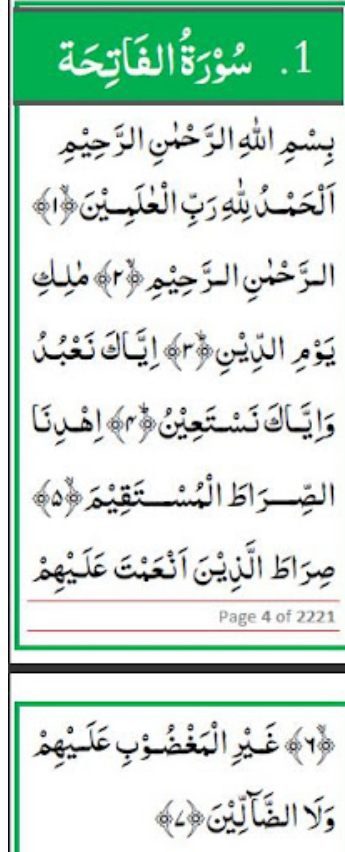 1. سُوْرَةُ الفَاتِحَة
بِسْمِ اللهِ الرَّحْمٰنِ الرَّحِيْمِ
اَلْحَمْدُ لِلّٰهِ رَبِّ الْعٰلَمِيْنَ ﴿۱﴾
الرَّحْمٰنِ الرَّحِيْمِ ﴿۲﴾ مٰلِكِ
يَوْمِ الدِّيْنِ ﴿۳﴾ اِيَّاكَ نَعْبُدُ
وَاِيَّاكَ نَسْتَعِيْنُ ﴿۴﴾ اِهْدِنَا
الصِّرَاطَ الْمُسْتَقِيْمَ ﴿۵﴾
صِرَاطَ الَّذِيْنَ اَنْعَمْتَ عَلَيْهِمْ
Page 4 of 2221
﴿۶﴾ غَيْرِ الْمَغْضُوْبِ عَلَيْهِمْ
وَلَا الضَّآلِّيْنَ ﴿۷﴾